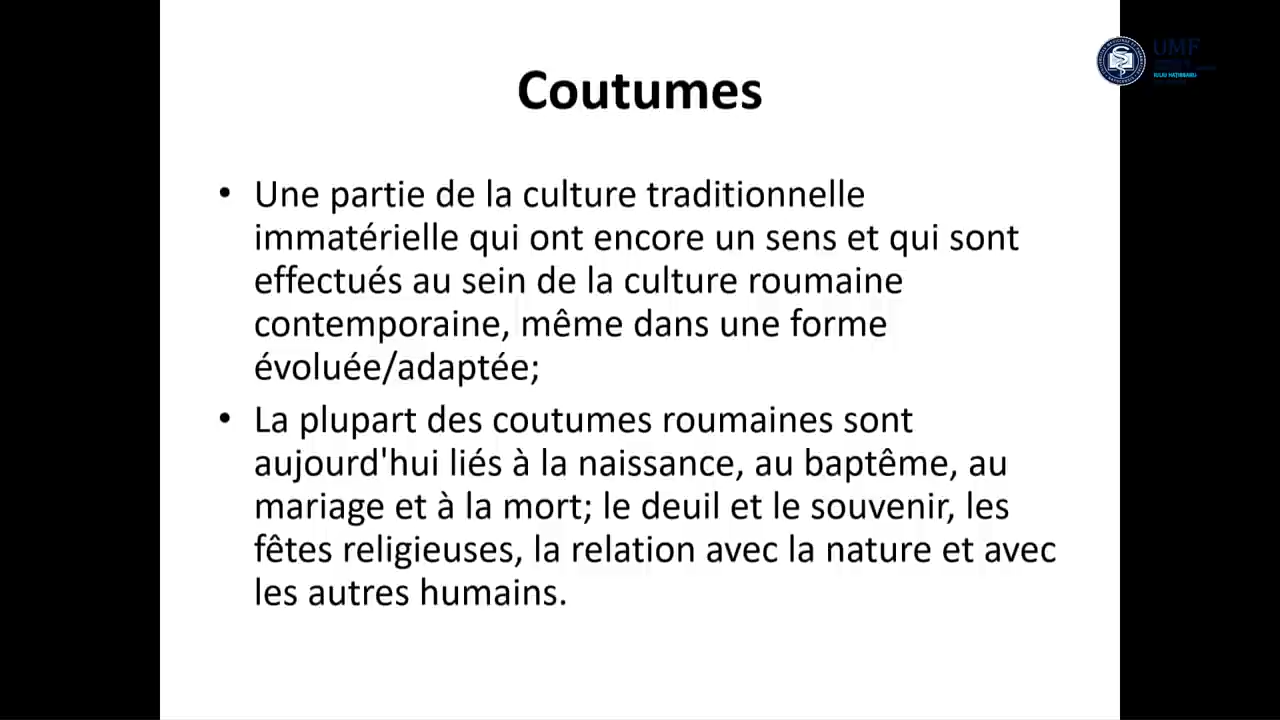 Coutumes
• Une partie de la culture traditionnelle
immatérielle qui ont encore un sens et qui sont
effectués au sein de la culture roumaine
contemporaine, même dans une forme
évoluée/adaptée;
• La plupart des coutumes roumaines sont
aujourd'hui liés à la naissance, au baptême, au
mariage et à la mort; le deuil et le souvenir, les
fêtes religieuses, la relation avec la nature et avec
les autres humains.
UMF
IULIU HAȚIEGANU